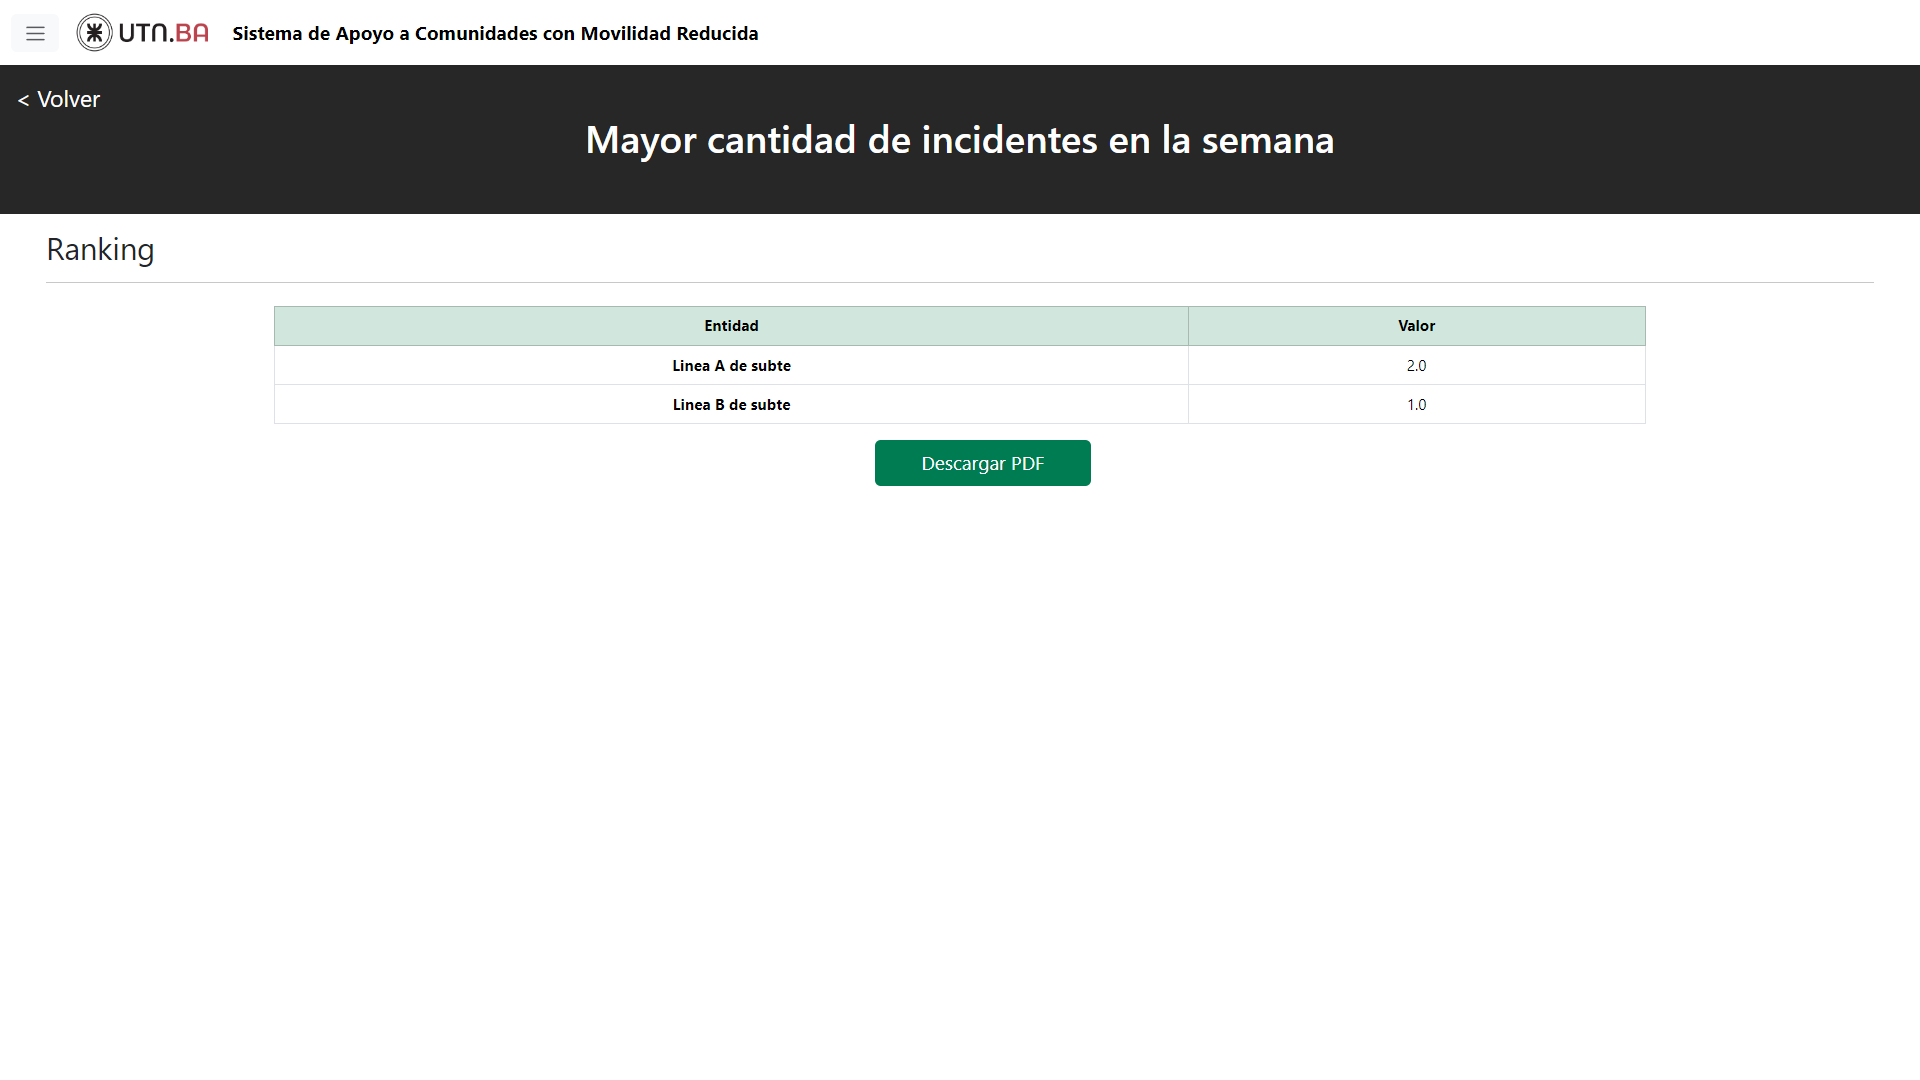 UTN.BA Sistema de Apoyo a Comunidades con Movilidad Reducida
< Volver
Mayor cantidad de incidentes en la semana
Ranking
Entidad Valor
Linea A de subte 2.0
Linea B de subte 1.0
Descargar PDF